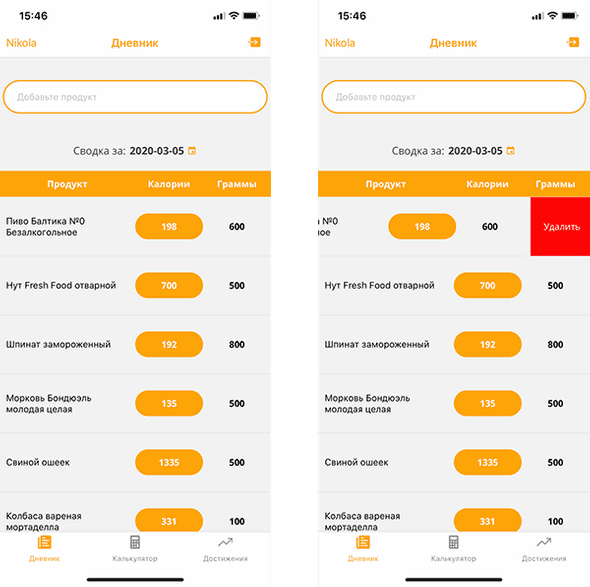 15:46
Nikola
Дневник
Добавьте продукт
Сводка за: 2020-03-05
Продукт Калории Граммы
Пиво Балтика №0
Безалкогольное
198 600
Нут Fresh Food отварной 700 500
Шпинат замороженный 192 800
Морковь Бондюэль
молодая целая
135 500
Свиной ошеек 1335 500
Колбаса вареная
мортаделла
331 100
Дневник Калькулятор Достижения
15:46
Nikola
Дневник
Добавьте продукт
Сводка за: 2020-03-05
Продукт Калории Граммы
а №0
ное
198 600 Удалить
Нут Fresh Food отварной 700 500
Шпинат замороженный 192 800
Морковь Бондюэль
молодая целая
135 500
Свиной ошеек 1335 500
Колбаса вареная
мортаделла
331 100
Дневник Калькулятор Достижения